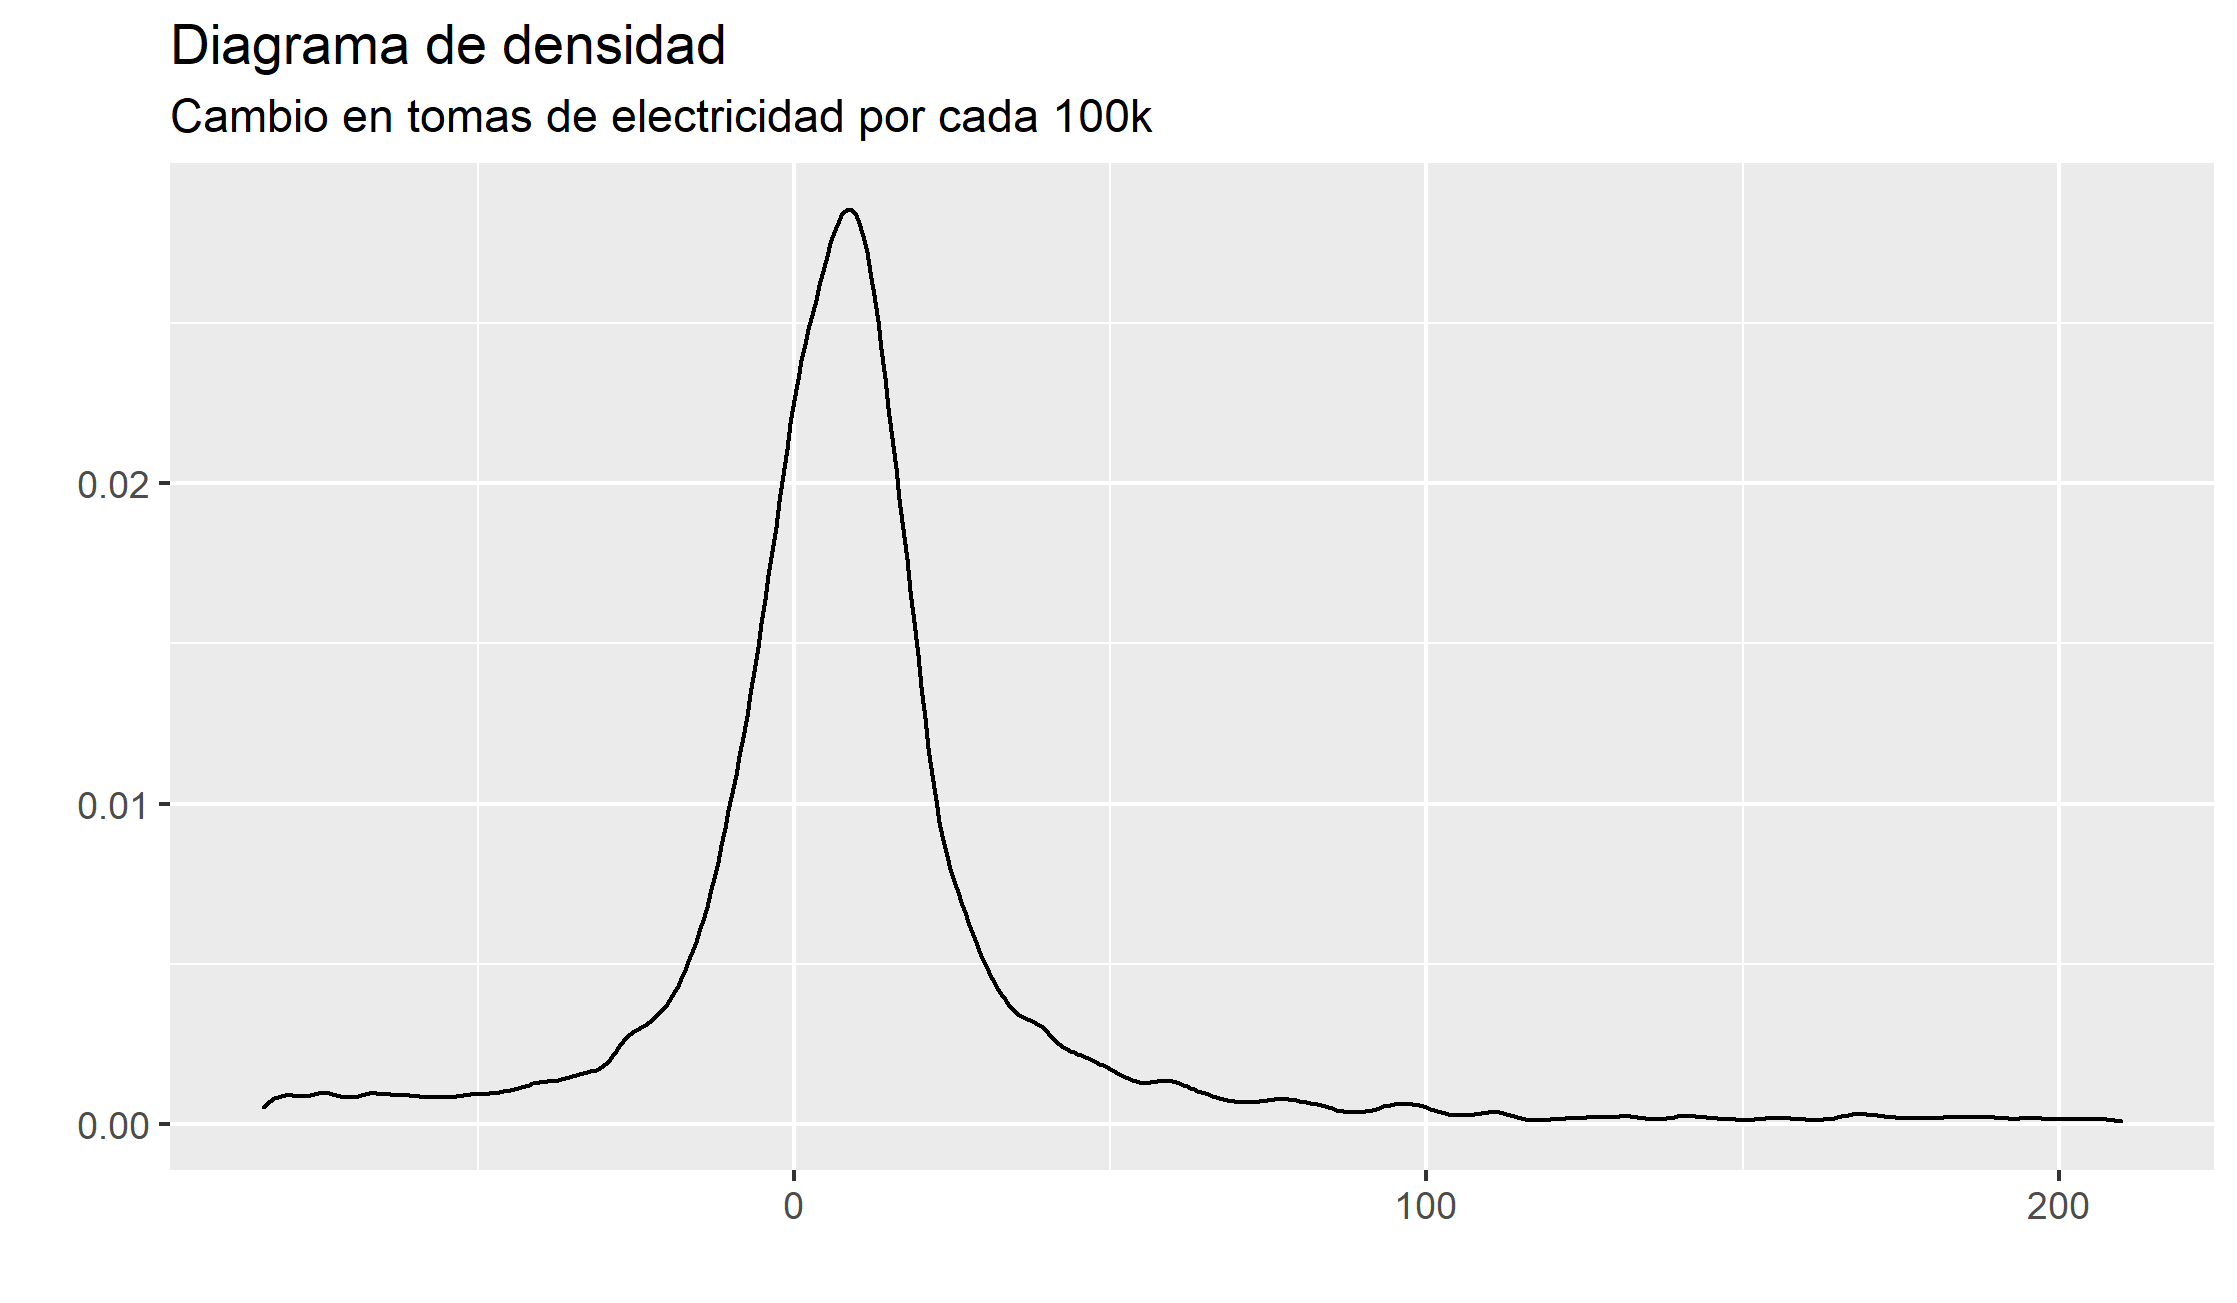 Diagrama de densidad
Cambio en tomas de electricidad por cada 100k
0.02
0.01
0.00
0 100 200